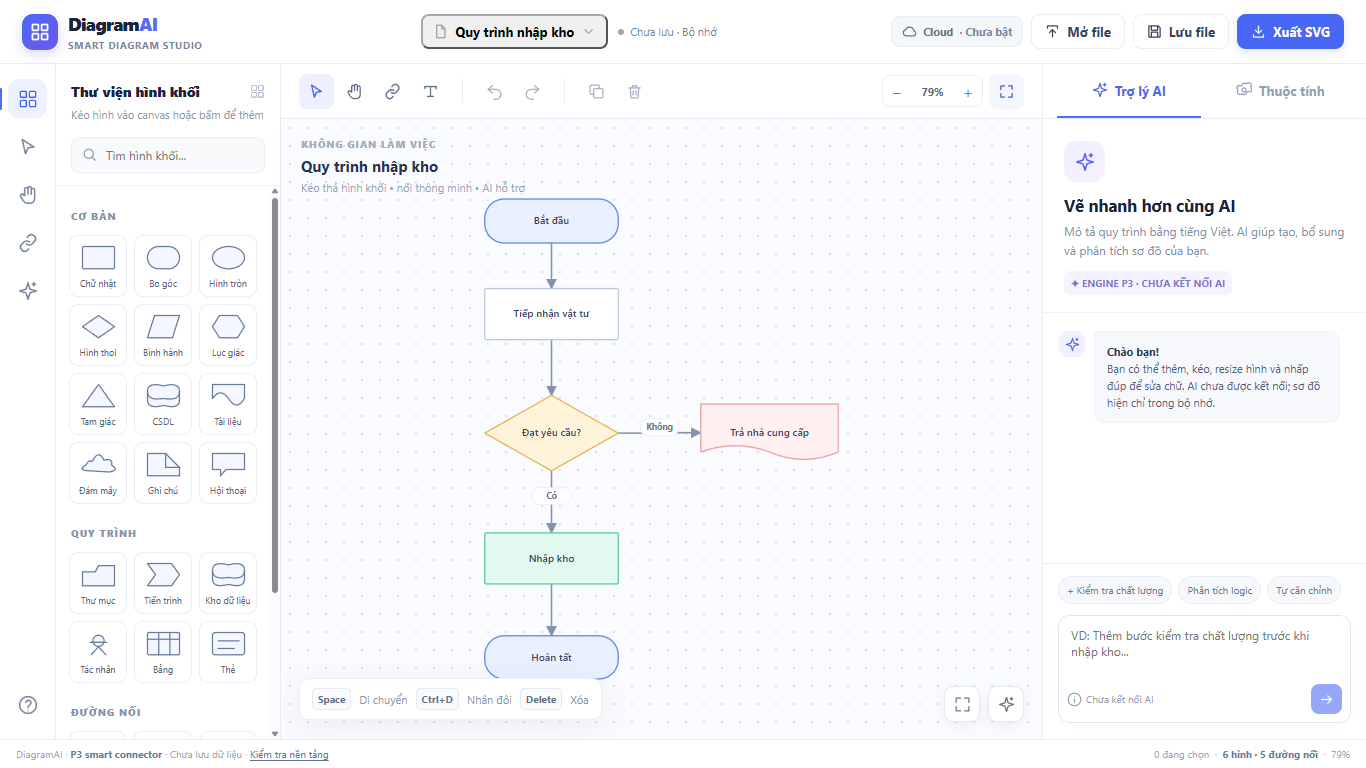 DiagramAI
SMART DIAGRAM STUDIO
Quy trình nhập kho
Chưa lưu · Bộ nhớ
Cloud · Chưa bật
Mở file
Lưu file
Xuất SVG
Thư viện hình khối
Kéo hình vào canvas hoặc bấm để thêm
Tìm hình khối...
CƠ BẢN
Chữ nhật
Bo góc
Hình tròn
Hình thoi
Bình hành
Lục giác
Tam giác
CSDL
Tài liệu
Đám mây
Ghi chú
Hội thoại
QUY TRÌNH
Thư mục
Tiến trình
Kho dữ liệu
Tác nhân
Bảng
Thẻ
ĐƯỜNG NỐI
T
− 79% +
KHÔNG GIAN LÀM VIỆC
Quy trình nhập kho
Kéo thả hình khối • nối thông minh • AI hỗ trợ
Bắt đầu
Tiếp nhận vật tư
Đạt yêu cầu?
Không
Trả nhà cung cấp
Có
Nhập kho
Hoàn tất
Space Di chuyển Ctrl+D Nhân đôi Delete Xóa
Trợ lý AI
Thuộc tính
Vẽ nhanh hơn cùng AI
Mô tả quy trình bằng tiếng Việt. AI giúp tạo, bổ sung
và phân tích sơ đồ của bạn.
✦ ENGINE P3 · CHƯA KẾT NỐI AI
Chào bạn!
Bạn có thể thêm, kéo, resize hình và nhấp
đúp để sửa chữ. AI chưa được kết nối; sơ đồ
hiện chỉ trong bộ nhớ.
+ Kiểm tra chất lượng
Phân tích logic
Tự căn chỉnh
VD: Thêm bước kiểm tra chất lượng trước khi
nhập kho...
Chưa kết nối AI
DiagramAI · P3 smart connector · Chưa lưu dữ liệu · Kiểm tra nền tảng
0 đang chọn · 6 hình · 5 đường nối · 79%